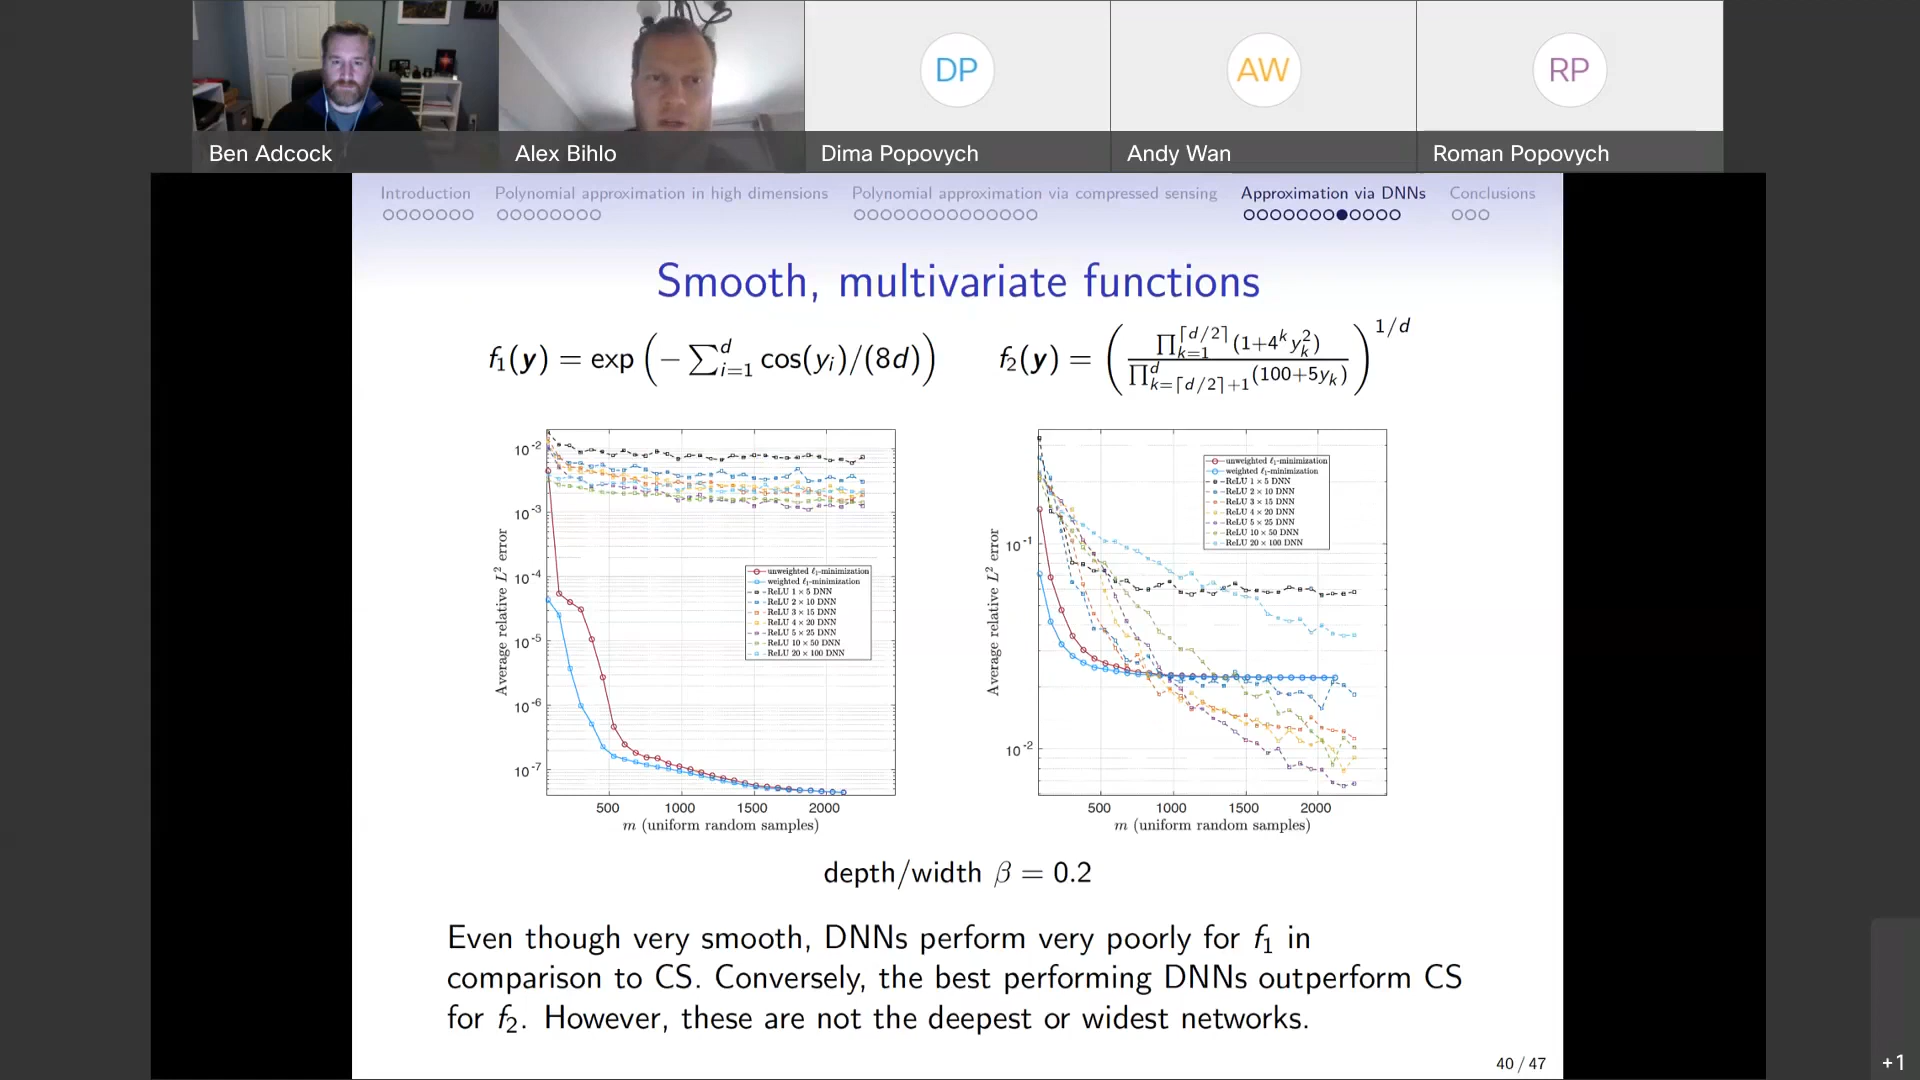 DP
AW
RP
Ben Adcock
Alex Bihlo
Dima Popovych
Andy Wan
Roman Popovych
Introduction
Polynomial approximation in high dimensions
Polynomial approximation via compressed sensing
Approximation via DNNs
Conclusions
Smooth, multivariate functions
f₁(y) = exp (− ∑ᵢ₌₁ᵈ cos(yᵢ)/(8d))
f₂(y) = (∏_{k=1}^{⌈d/2⌉} (1+4ᵏy_k²) / ∏_{k=⌈d/2⌉+1}^{d} (100+5y_k))^{1/d}
Average relative L² error
10⁻²
10⁻³
10⁻⁴
10⁻⁵
10⁻⁶
10⁻⁷
unweighted ℓ₁-minimization
weighted ℓ₁-minimization
ReLU 1 × 5 DNN
ReLU 2 × 10 DNN
ReLU 3 × 15 DNN
ReLU 4 × 20 DNN
ReLU 5 × 25 DNN
ReLU 10 × 50 DNN
ReLU 20 × 100 DNN
500 1000 1500 2000
m (uniform random samples)
Average relative L² error
10⁻¹
10⁻²
unweighted ℓ₁-minimization
weighted ℓ₁-minimization
ReLU 1 × 5 DNN
ReLU 2 × 10 DNN
ReLU 3 × 15 DNN
ReLU 4 × 20 DNN
ReLU 5 × 25 DNN
ReLU 10 × 50 DNN
ReLU 20 × 100 DNN
500 1000 1500 2000
m (uniform random samples)
depth/width β = 0.2
Even though very smooth, DNNs perform very poorly for f₁ in
comparison to CS. Conversely, the best performing DNNs outperform CS
for f₂. However, these are not the deepest or widest networks.
40 / 47
+1